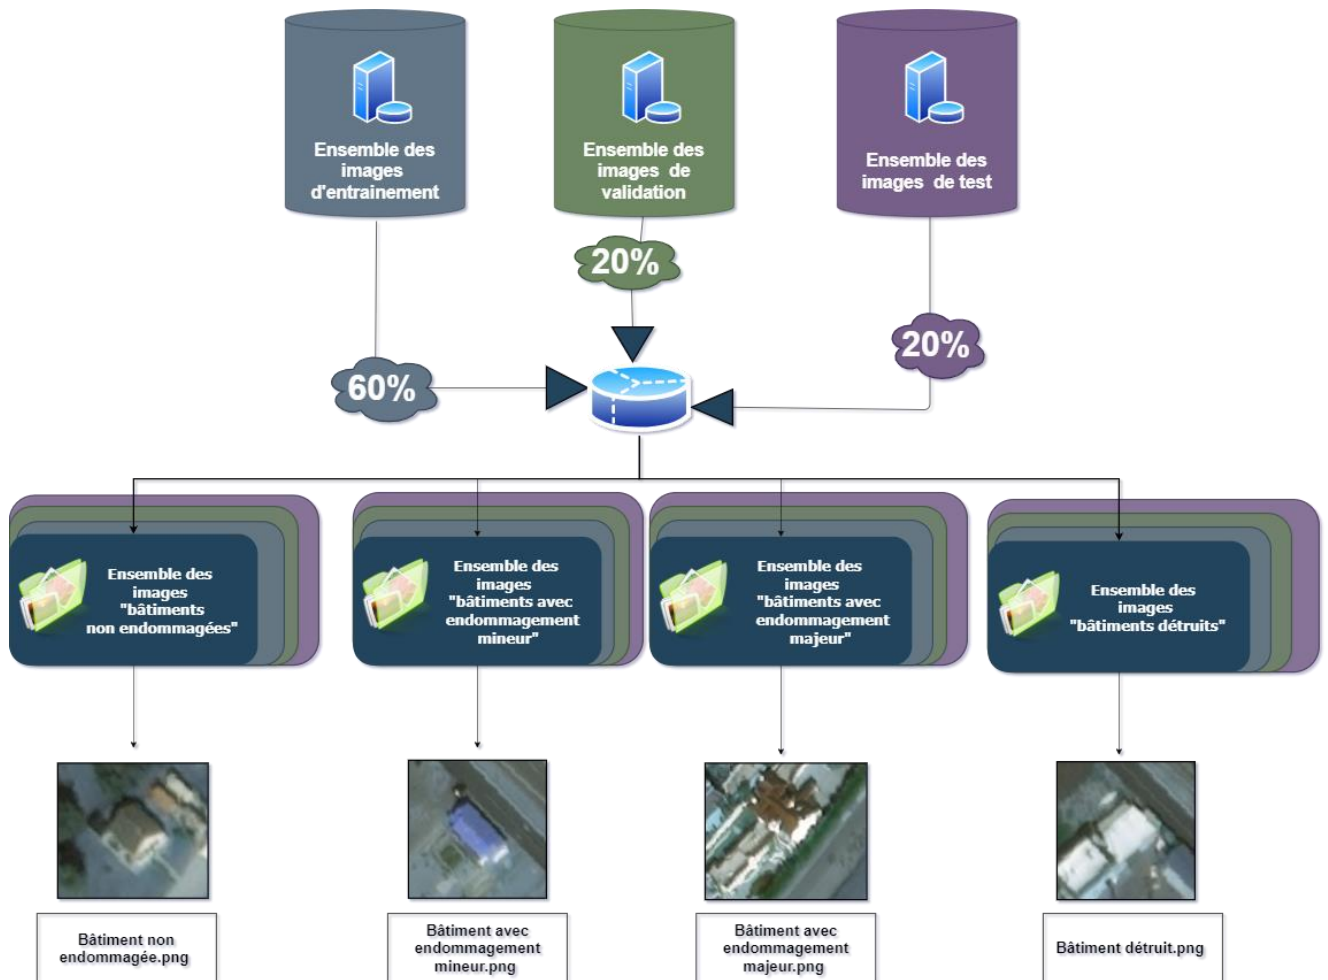 Ensemble des
images
d'entrainement
Ensemble des
images de
validation
Ensemble des
images de test
20%
20%
60%
Ensemble des
images
"bâtiments
non endommagées"
Ensemble des
images
"bâtiments avec
endommagement
mineur"
Ensemble des
images
"bâtiments avec
endommagement
majeur"
Ensemble des
images
"bâtiments détruits"
Bâtiment non
endommagée.png
Bâtiment avec
endommagement
mineur.png
Bâtiment avec
endommagement
majeur.png
Bâtiment détruit.png